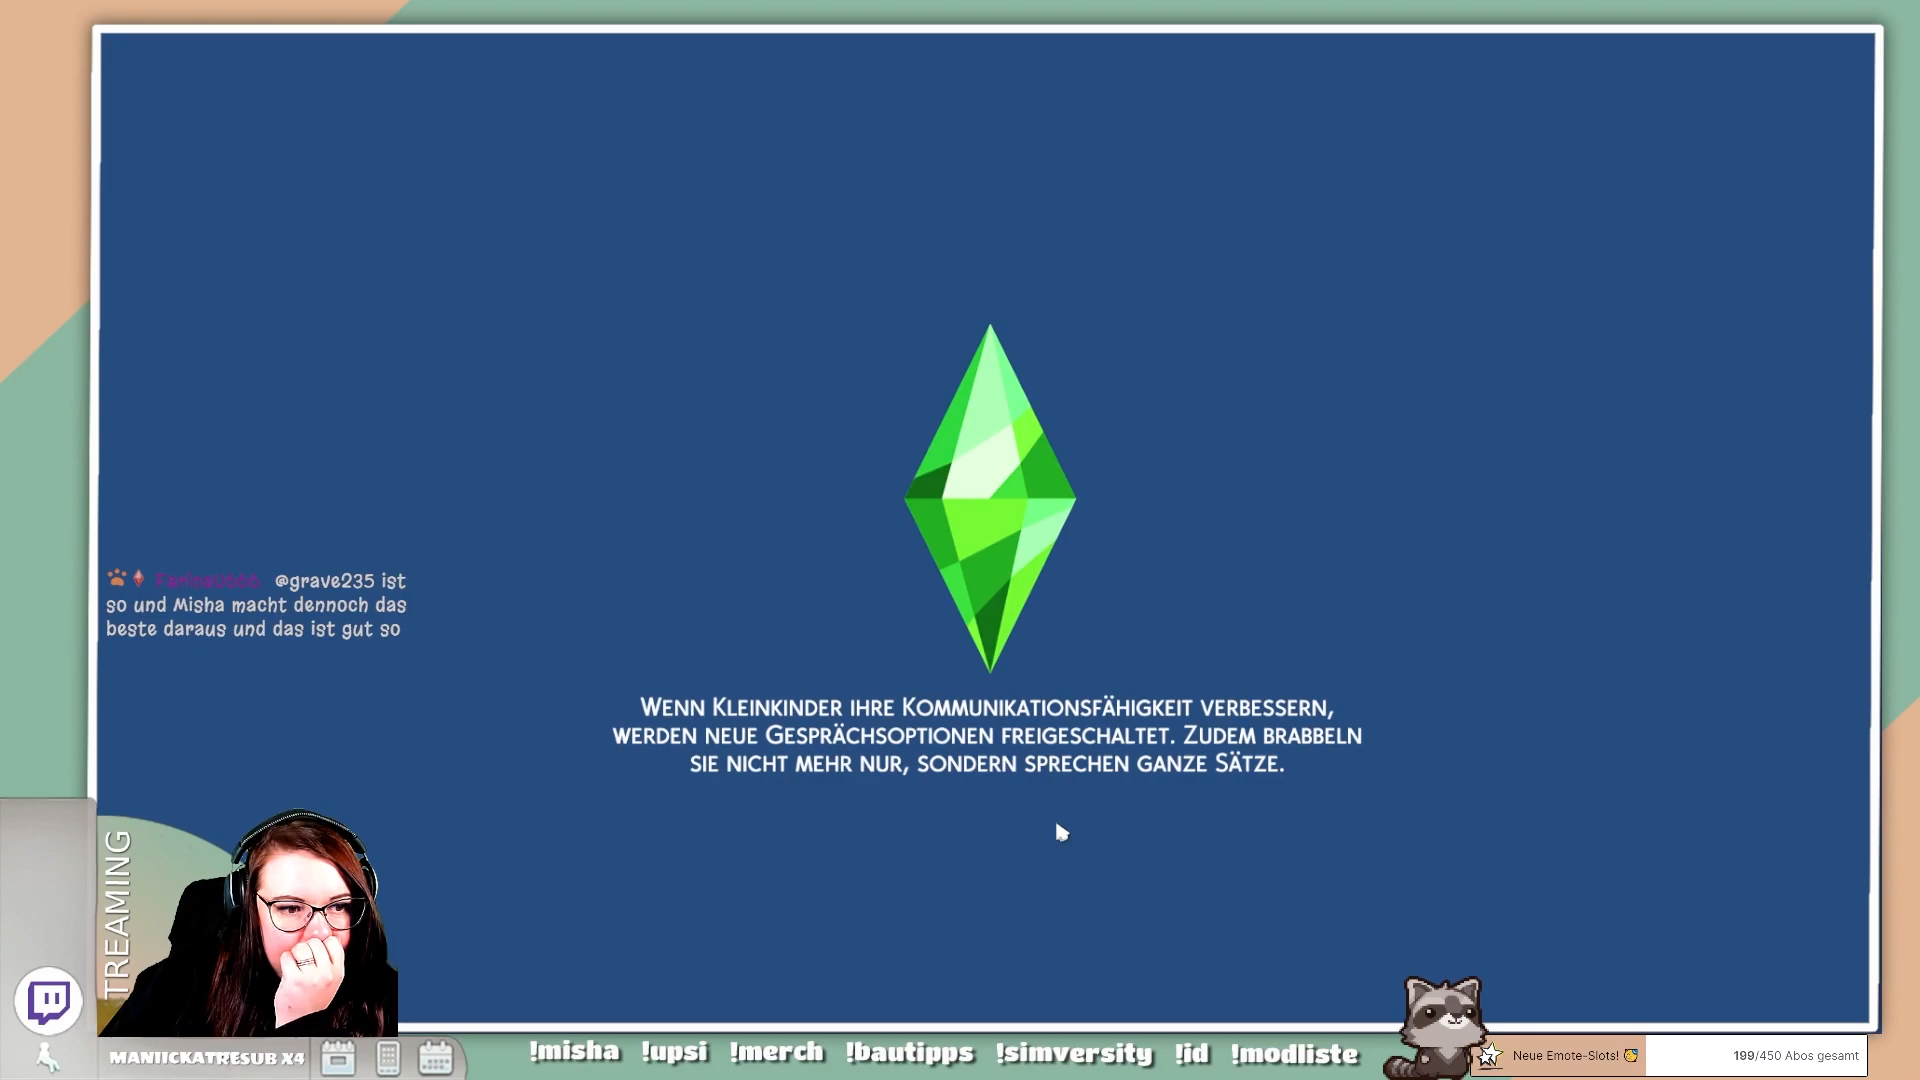 @grave235 ist
so und Misha macht dennoch das
beste daraus und das ist gut so
Wenn Kleinkinder ihre Kommunikationsfähigkeit verbessern,
werden neue Gesprächsoptionen freigeschaltet. Zudem brabbeln
sie nicht mehr nur, sondern sprechen ganze Sätze.
TREAMING
MANIICKATRESUB X4
!misha !upsi !merch !bautipps !simversity !id !modliste
Neue Emote-Slots! 199/450 Abos gesamt